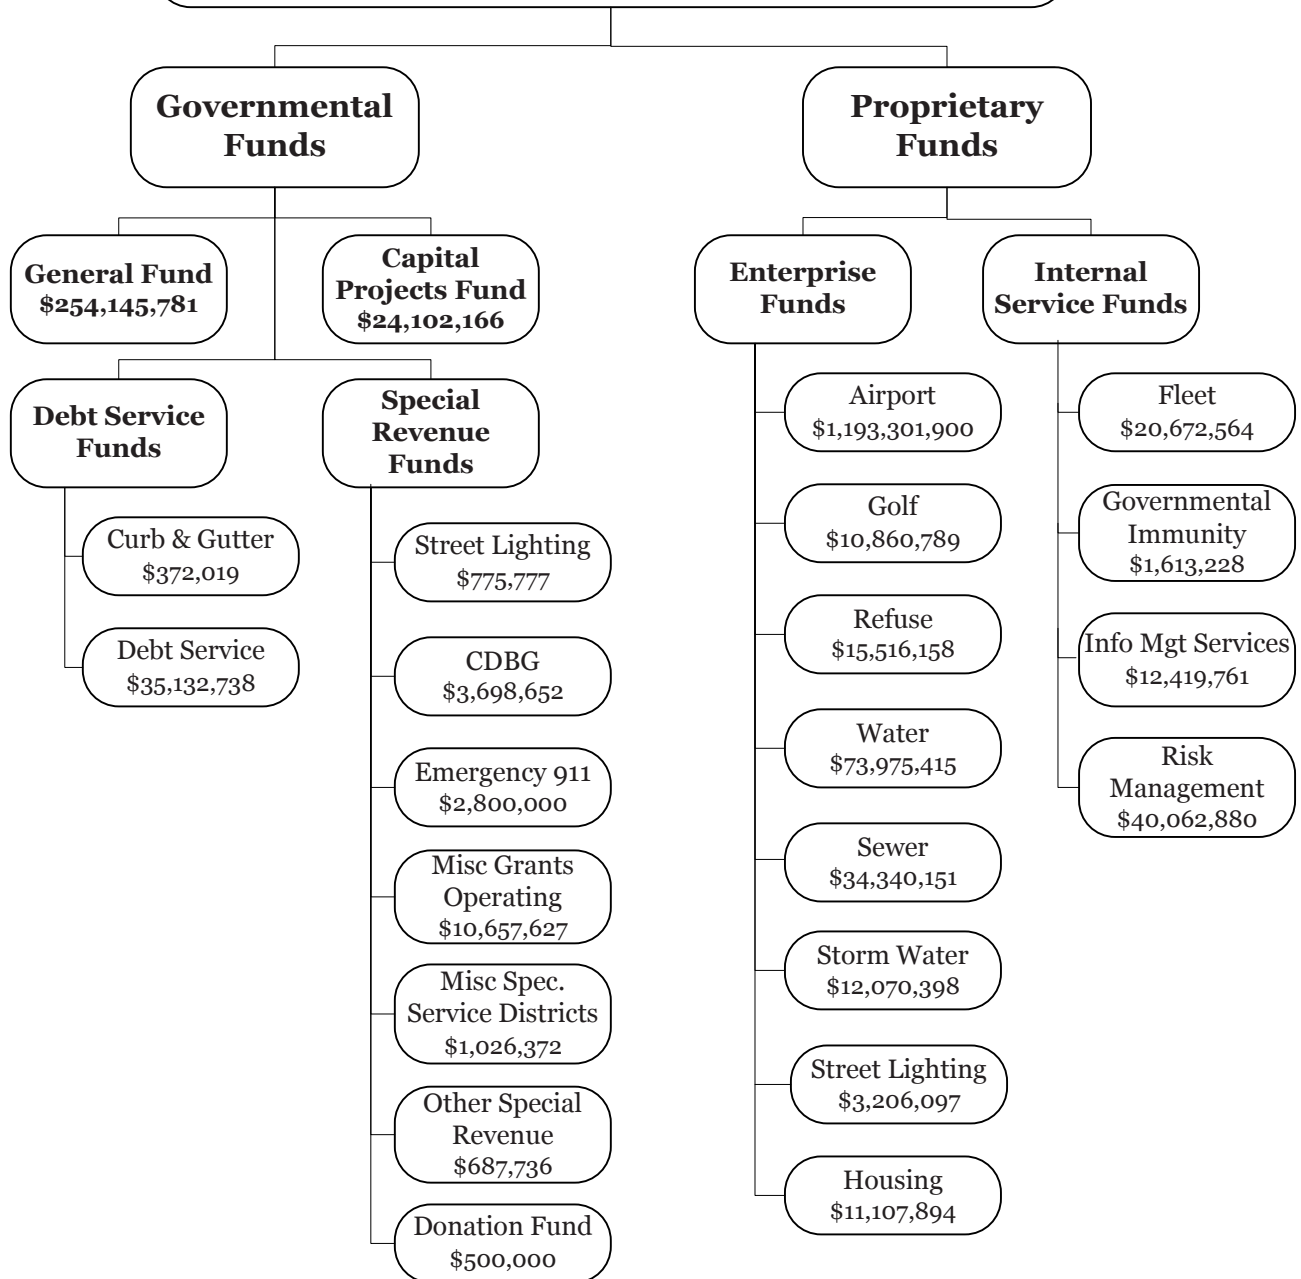 Governmental
Funds
Proprietary
Funds
General Fund
$254,145,781
Capital
Projects Fund
$24,102,166
Debt Service
Funds
Curb & Gutter
$372,019
Debt Service
$35,132,738
Special
Revenue
Funds
Street Lighting
$775,777
CDBG
$3,698,652
Emergency 911
$2,800,000
Misc Grants
Operating
$10,657,627
Misc Spec.
Service Districts
$1,026,372
Other Special
Revenue
$687,736
Donation Fund
$500,000
Enterprise
Funds
Airport
$1,193,301,900
Golf
$10,860,789
Refuse
$15,516,158
Water
$73,975,415
Sewer
$34,340,151
Storm Water
$12,070,398
Street Lighting
$3,206,097
Housing
$11,107,894
Internal
Service Funds
Fleet
$20,672,564
Governmental
Immunity
$1,613,228
Info Mgt Services
$12,419,761
Risk
Management
$40,062,880